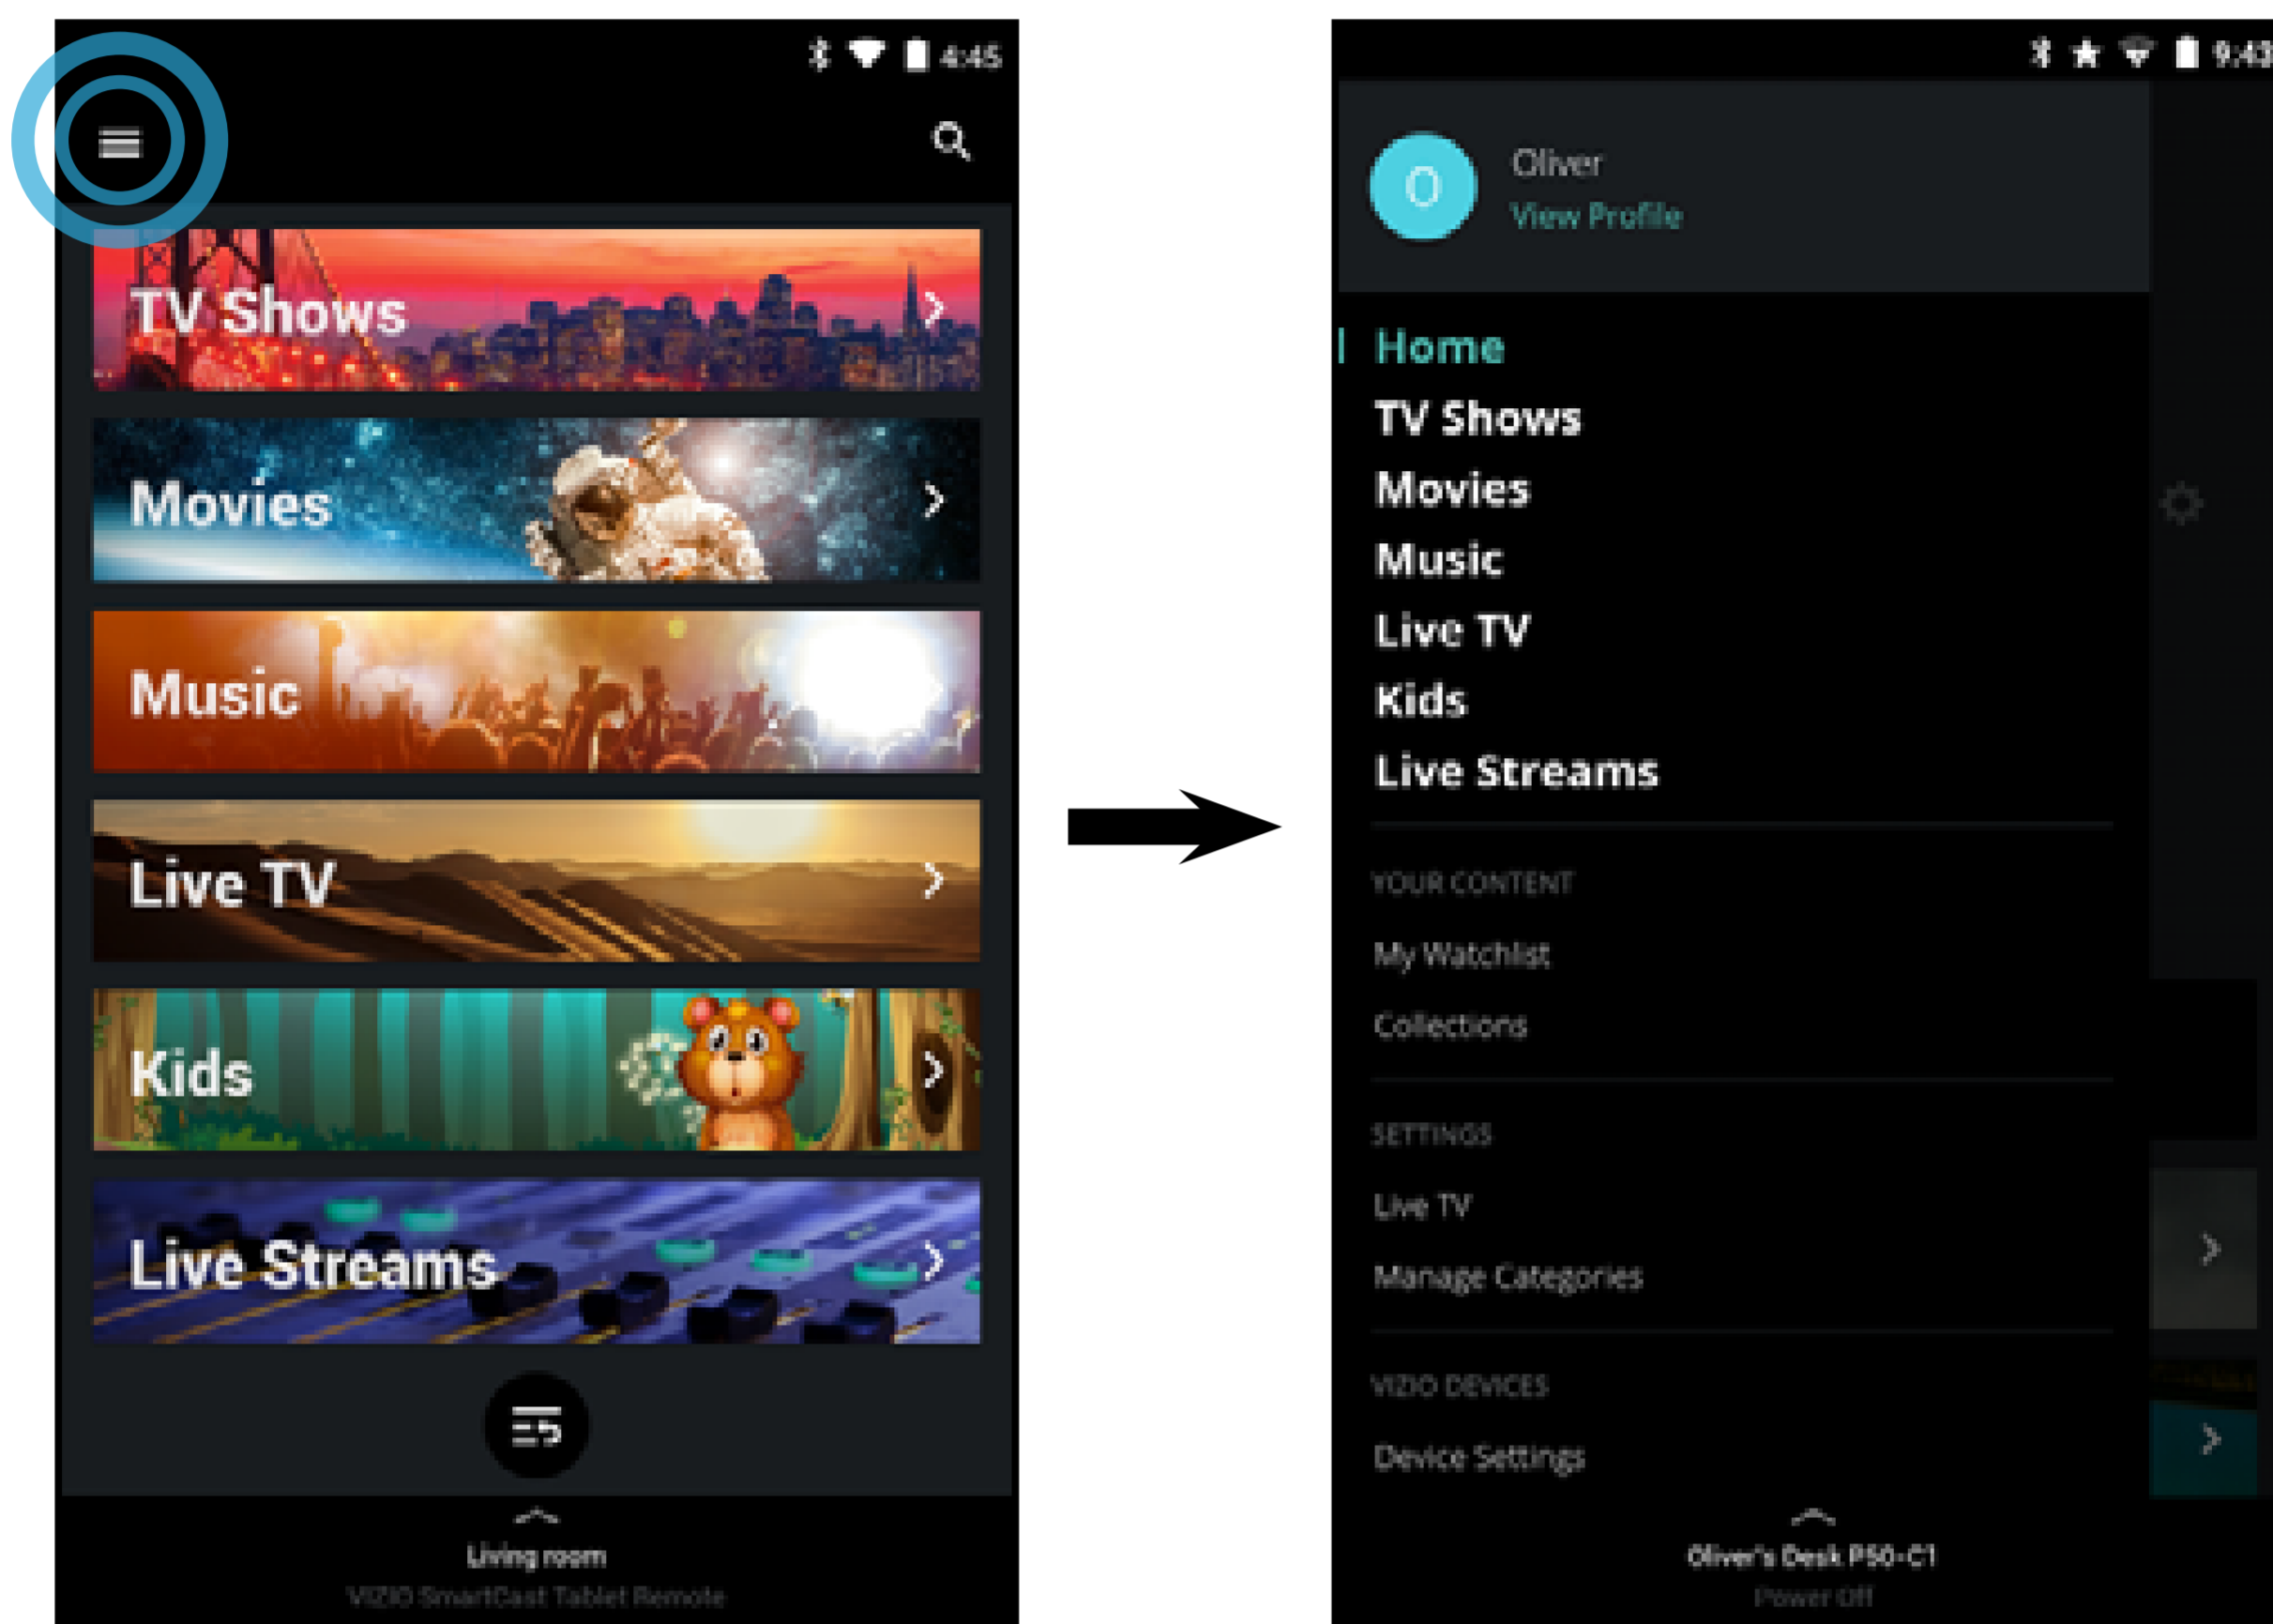 4:45
TV Shows
Movies
Music
Live TV
Kids
Live Streams
Living room
VIZIO SmartCast Tablet Remote
9:43
O
Oliver
View Profile
Home
TV Shows
Movies
Music
Live TV
Kids
Live Streams
YOUR CONTENT
My Watchlist
Collections
SETTINGS
Live TV
Manage Categories
VIZIO DEVICES
Device Settings
Oliver's Desk P50-C1
Power Off